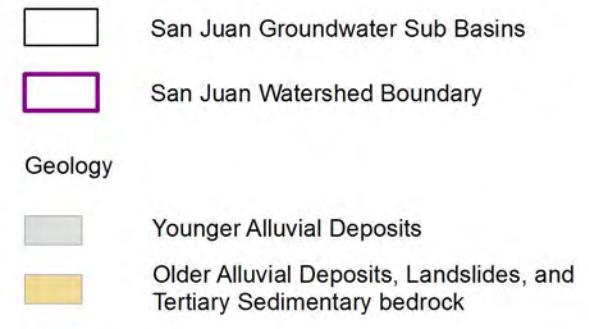 San Juan Groundwater Sub Basins
San Juan Watershed Boundary
Geology
Younger Alluvial Deposits
Older Alluvial Deposits, Landslides, and
Tertiary Sedimentary bedrock